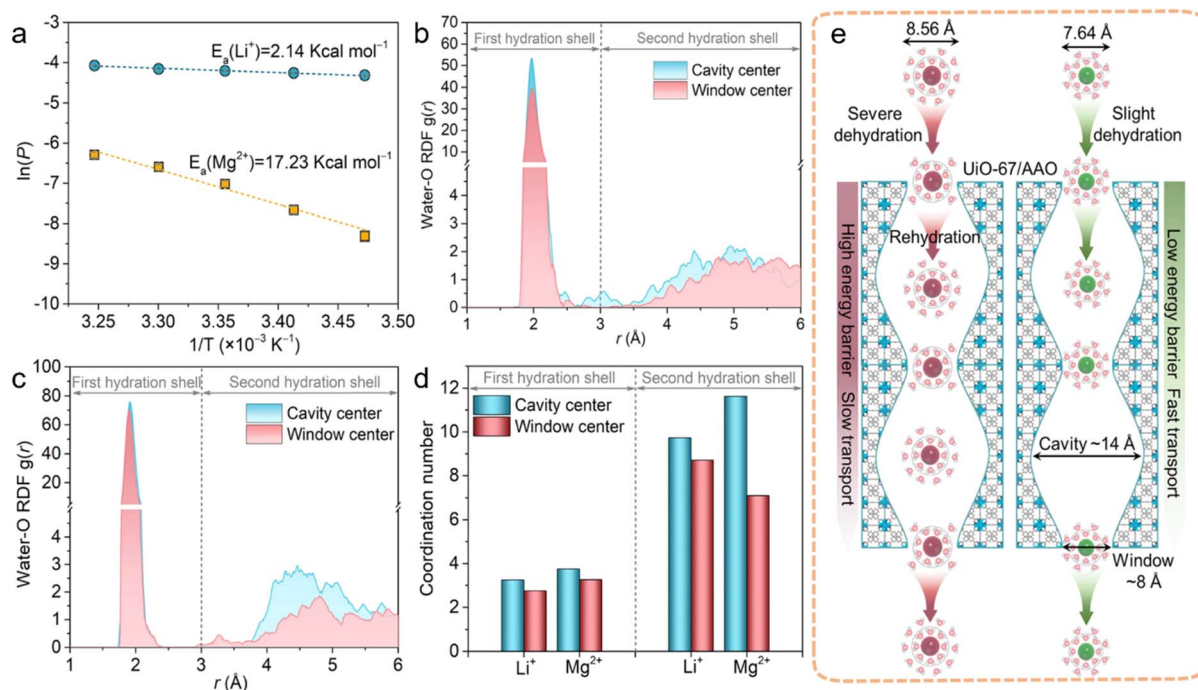 a
Eₐ(Li⁺)=2.14 Kcal mol⁻¹
Eₐ(Mg²⁺)=17.23 Kcal mol⁻¹
ln(P)
-4
-5
-6
-7
-8
-9
-10
3.25 3.30 3.35 3.40 3.45 3.50
1/T (×10⁻³ K⁻¹)
b
First hydration shell
Second hydration shell
Cavity center
Window center
Water-O RDF g(r)
70
60
50
40
30
20
10
4
3
2
1
0
1 2 3 4 5 6
r (Å)
c
First hydration shell
Second hydration shell
Cavity center
Window center
Water-O RDF g(r)
100
80
60
40
20
4
3
2
1
0
1 2 3 4 5 6
r (Å)
d
First hydration shell
Second hydration shell
Cavity center
Window center
Coordination number
12
10
8
6
4
2
0
Li⁺ Mg²⁺ Li⁺ Mg²⁺
e
8.56 Å
7.64 Å
Severe
dehydration
Slight
dehydration
UiO-67/AAO
Rehydration
High energy barrier
Slow transport
Low energy barrier
Fast transport
Cavity ~14 Å
Window
~8 Å